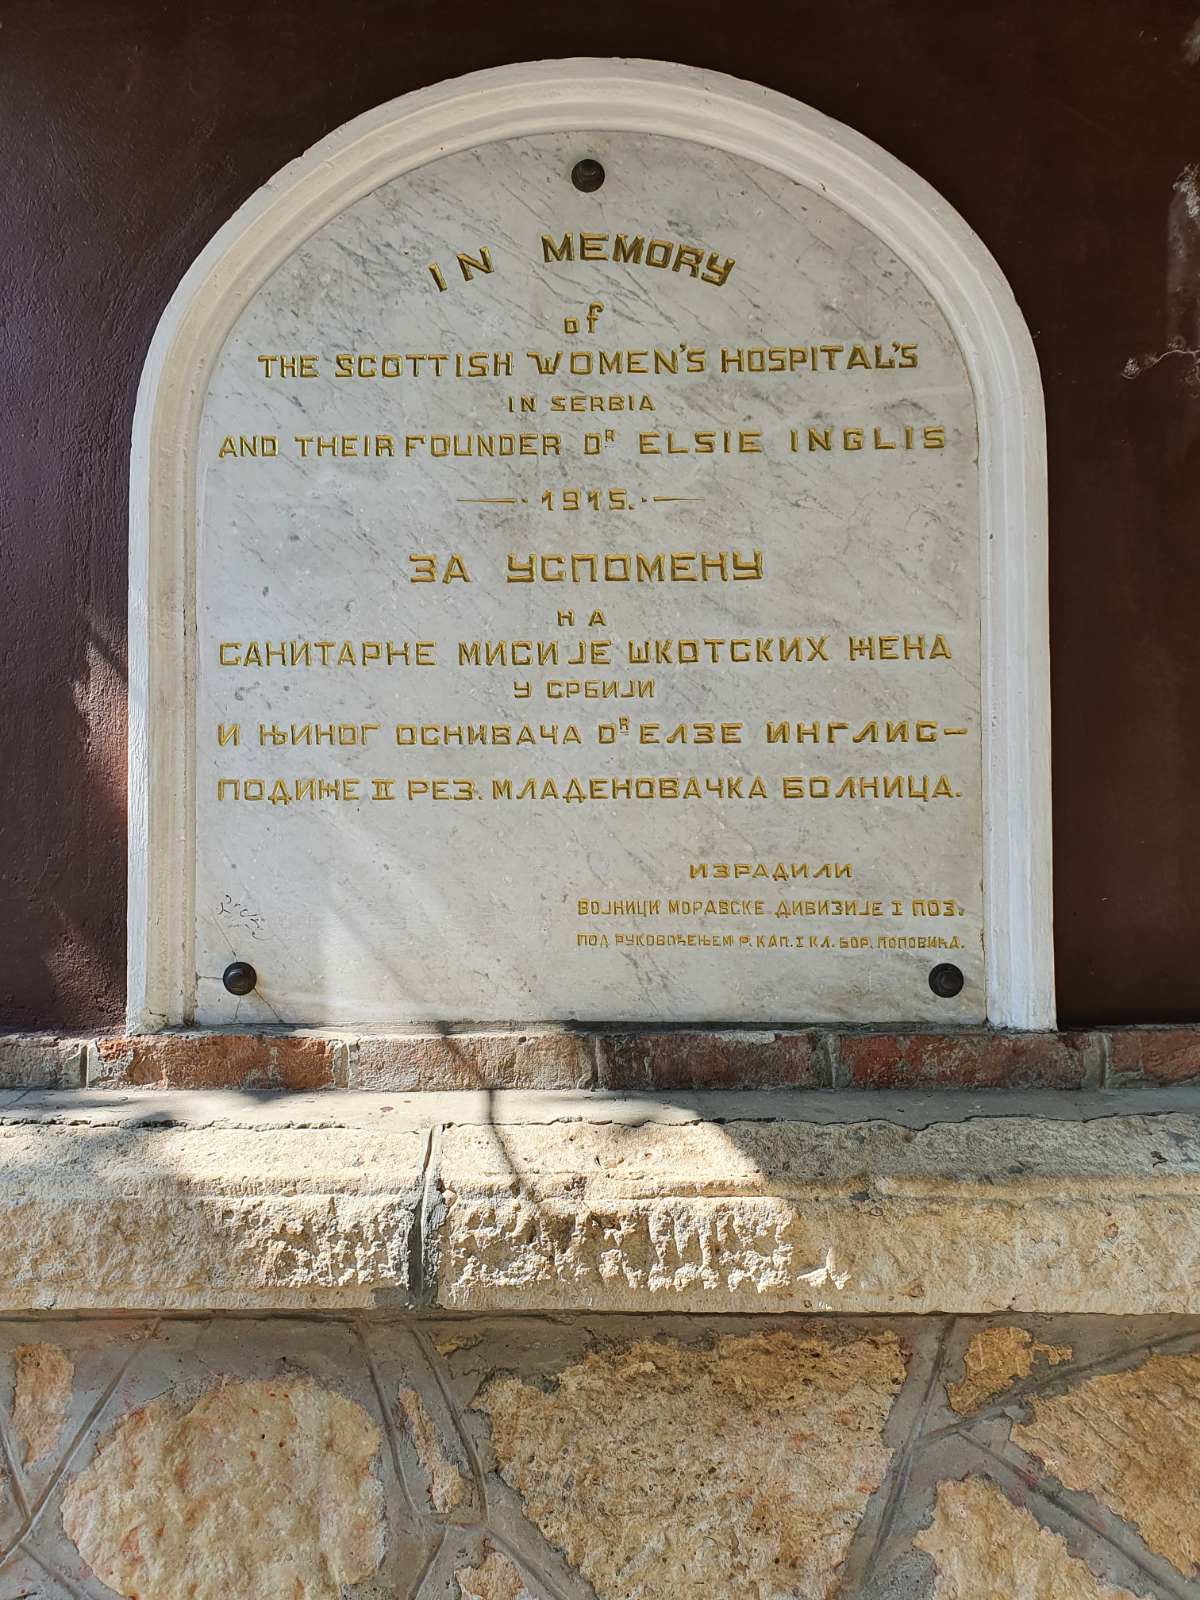 IN MEMORY
of
THE SCOTTISH WOMEN'S HOSPITAL'S
IN SERBIA
AND THEIR FOUNDER DR ELSIE INGLIS
1915.
ЗА УСПОМЕНУ
НА
САНИТАРНЕ МИСИЈЕ ШКОТСКИХ ЖЕНА
У СРБИЈИ
И ЊИНОГ ОСНИВАЧА DR ЕЛЗЕ ИНГЛИС-
ПОДИЖЕ II РЕЗ. МЛАДЕНОВАЧКА БОЛНИЦА.
ИЗРАДИЛИ
ВОЈНИЦИ МОРАВСКЕ ДИВИЗИЈЕ I ПОЗ.
ПОД РУКОВОЂЕЊЕМ Р. КАП. I КЛ. БОР. ПОПОВИЋА.